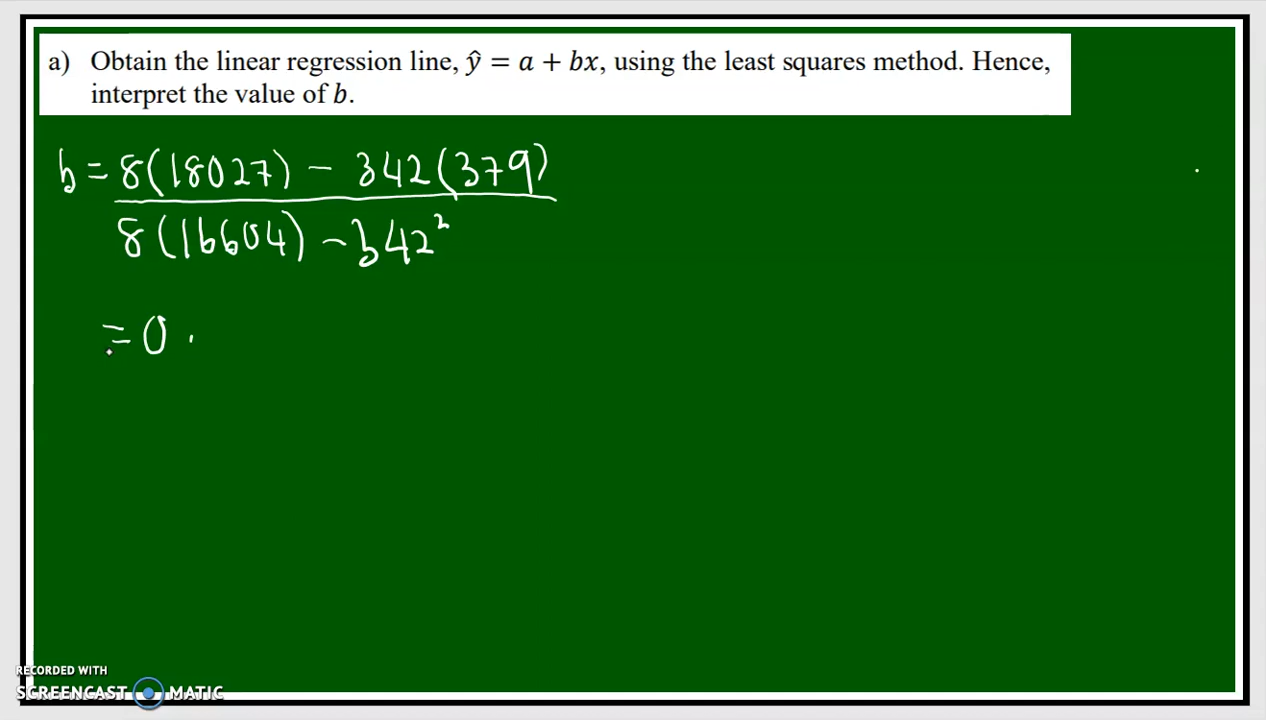 a) Obtain the linear regression line, ŷ = a + bx, using the least squares method. Hence,
interpret the value of b.
b = 8(18027) - 342(379)
8(16604) - 342²
= 0.
RECORDED WITH
SCREENCAST MATIC